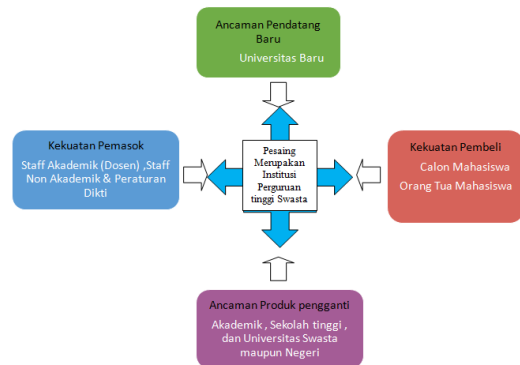 Ancaman Pendatang
Baru
Universitas Baru
Kekuatan Pemasok
Staff Akademik (Dosen) ,Staff
Non Akademik & Peraturan
Dikti
Pesaing
Merupakan
Institusi
Perguruan
tinggi Swasta
Kekuatan Pembeli
Calon Mahasiswa
Orang Tua Mahasiswa
Ancaman Produk pengganti
Akademik , Sekolah tinggi ,
dan Universitas Swasta
maupun Negeri